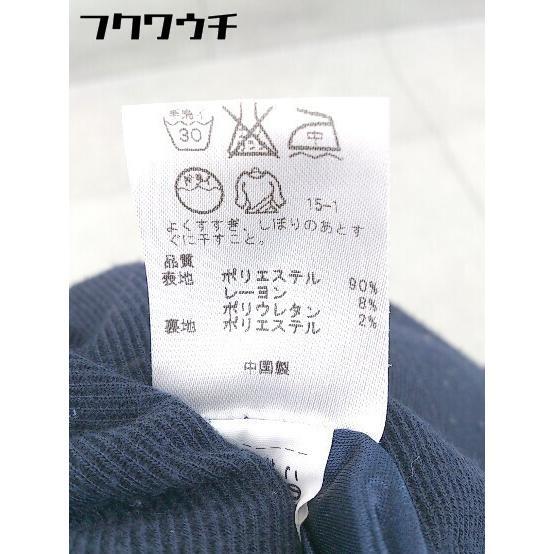 フクワウチ
手洗イ
30
中
15-1
よくすすぎ、しぼりのあとす
ぐに干すこと。
品質
表地 ポリエステル 90%
レーヨン 8%
ポリウレタン 2%
裏地 ポリエステル
中国製